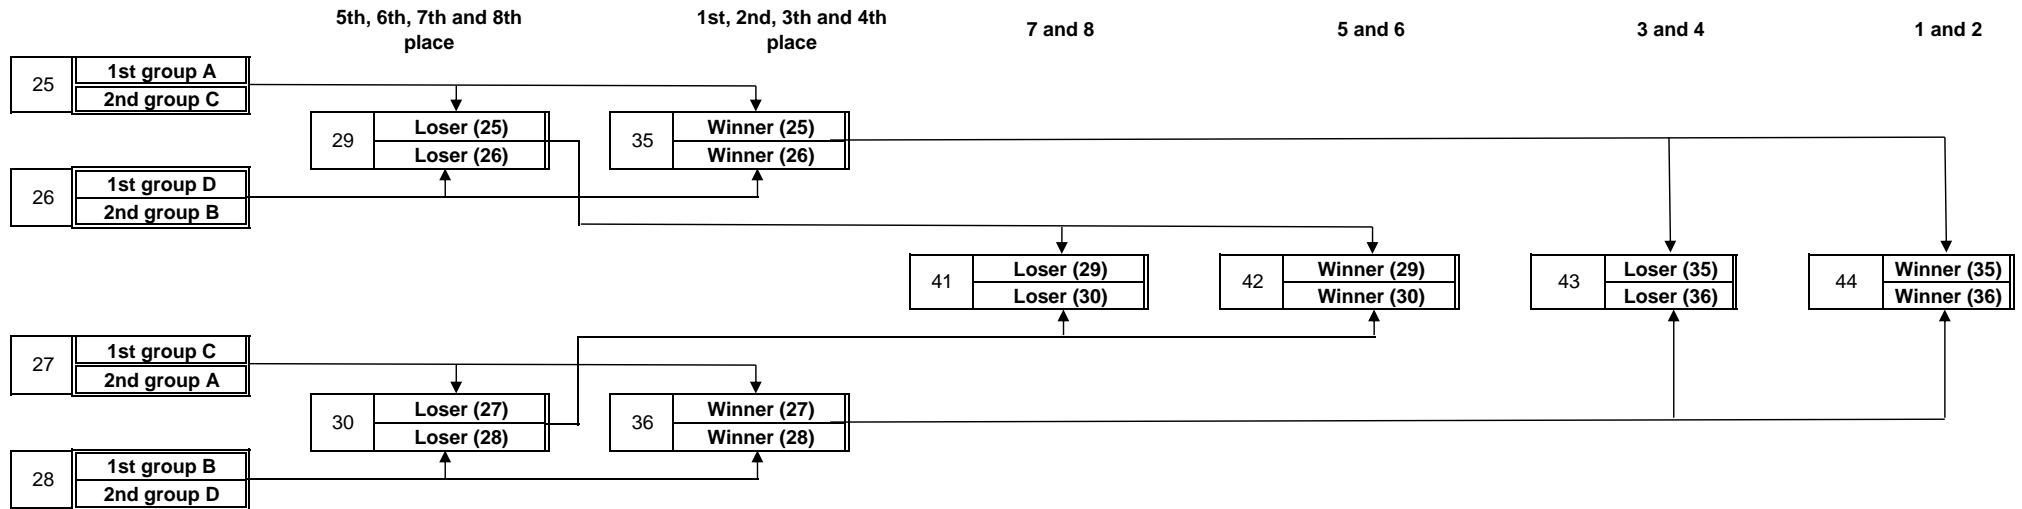 5th, 6th, 7th and 8th
place
1st, 2nd, 3th and 4th
place
7 and 8
5 and 6
3 and 4
1 and 2
25
1st group A
2nd group C
29
Loser (25)
Loser (26)
35
Winner (25)
Winner (26)
26
1st group D
2nd group B
41
Loser (29)
Loser (30)
42
Winner (29)
Winner (30)
43
Loser (35)
Loser (36)
44
Winner (35)
Winner (36)
27
1st group C
2nd group A
30
Loser (27)
Loser (28)
36
Winner (27)
Winner (28)
28
1st group B
2nd group D